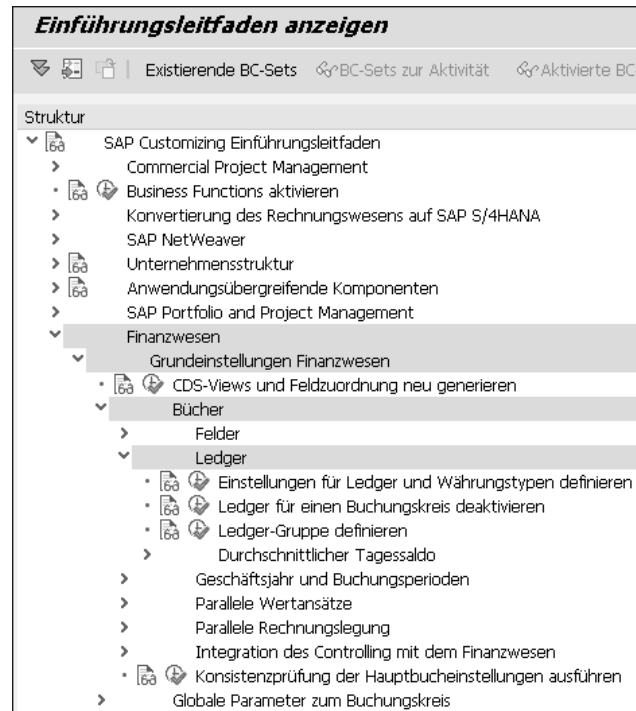 Einführungsleitfaden anzeigen
Existierende BC-Sets BC-Sets zur Aktivität Aktivierte BC
Struktur
SAP Customizing Einführungsleitfaden
Commercial Project Management
Business Functions aktivieren
Konvertierung des Rechnungswesens auf SAP S/4HANA
SAP NetWeaver
Unternehmensstruktur
Anwendungsübergreifende Komponenten
SAP Portfolio and Project Management
Finanzwesen
Grundeinstellungen Finanzwesen
CDS-Views und Feldzuordnung neu generieren
Bücher
Felder
Ledger
Einstellungen für Ledger und Währungstypen definieren
Ledger für einen Buchungskreis deaktivieren
Ledger-Gruppe definieren
Durchschnittlicher Tagessaldo
Geschäftsjahr und Buchungsperioden
Parallele Wertansätze
Parallele Rechnungslegung
Integration des Controlling mit dem Finanzwesen
Konsistenzprüfung der Hauptbucheinstellungen ausführen
Globale Parameter zum Buchungskreis